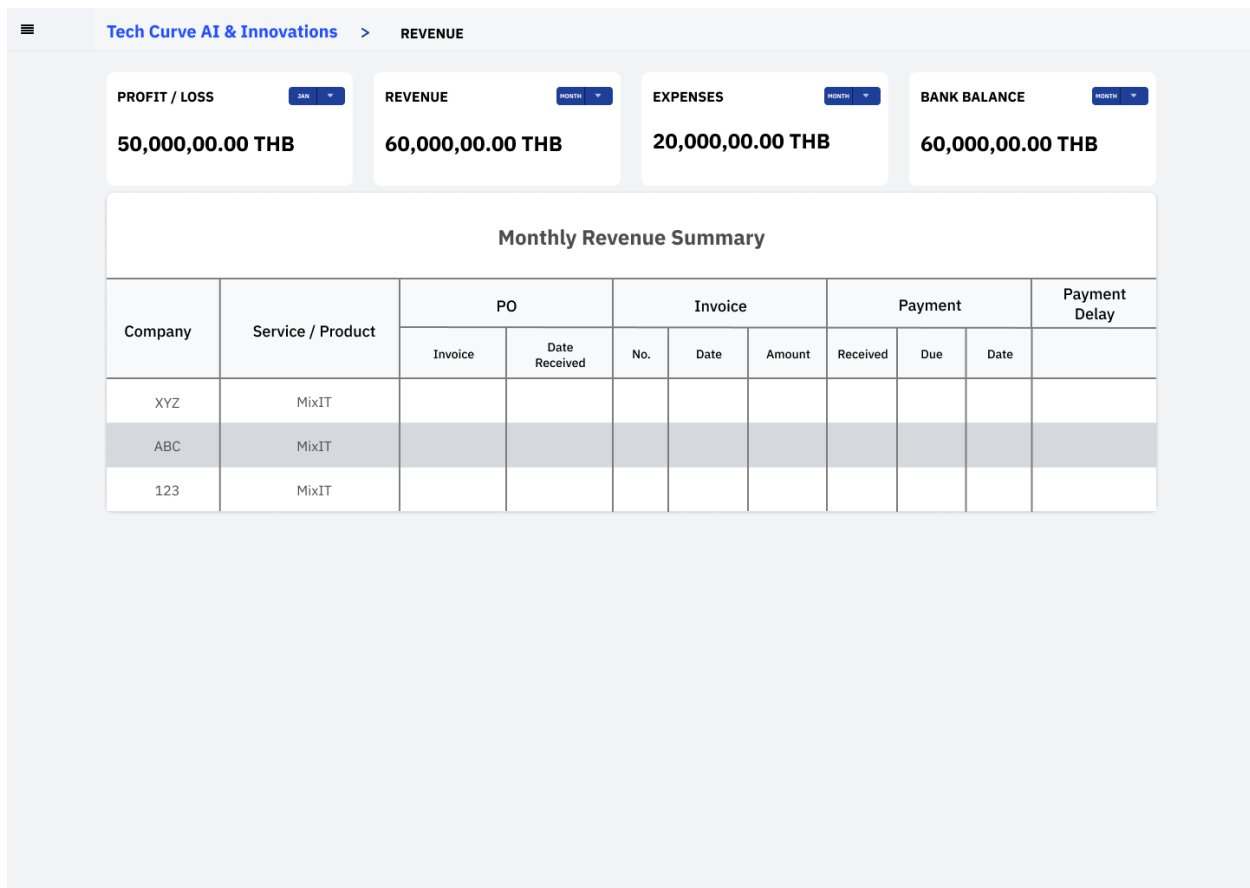 Tech Curve AI & Innovations > REVENUE
PROFIT / LOSS JAN
50,000,00.00 THB
REVENUE MONTH
60,000,00.00 THB
EXPENSES MONTH
20,000,00.00 THB
BANK BALANCE MONTH
60,000,00.00 THB
Monthly Revenue Summary
Company Service / Product PO Invoice Payment Payment
Delay
Invoice Date
Received No. Date Amount Received Due Date
XYZ MixIT
ABC MixIT
123 MixIT